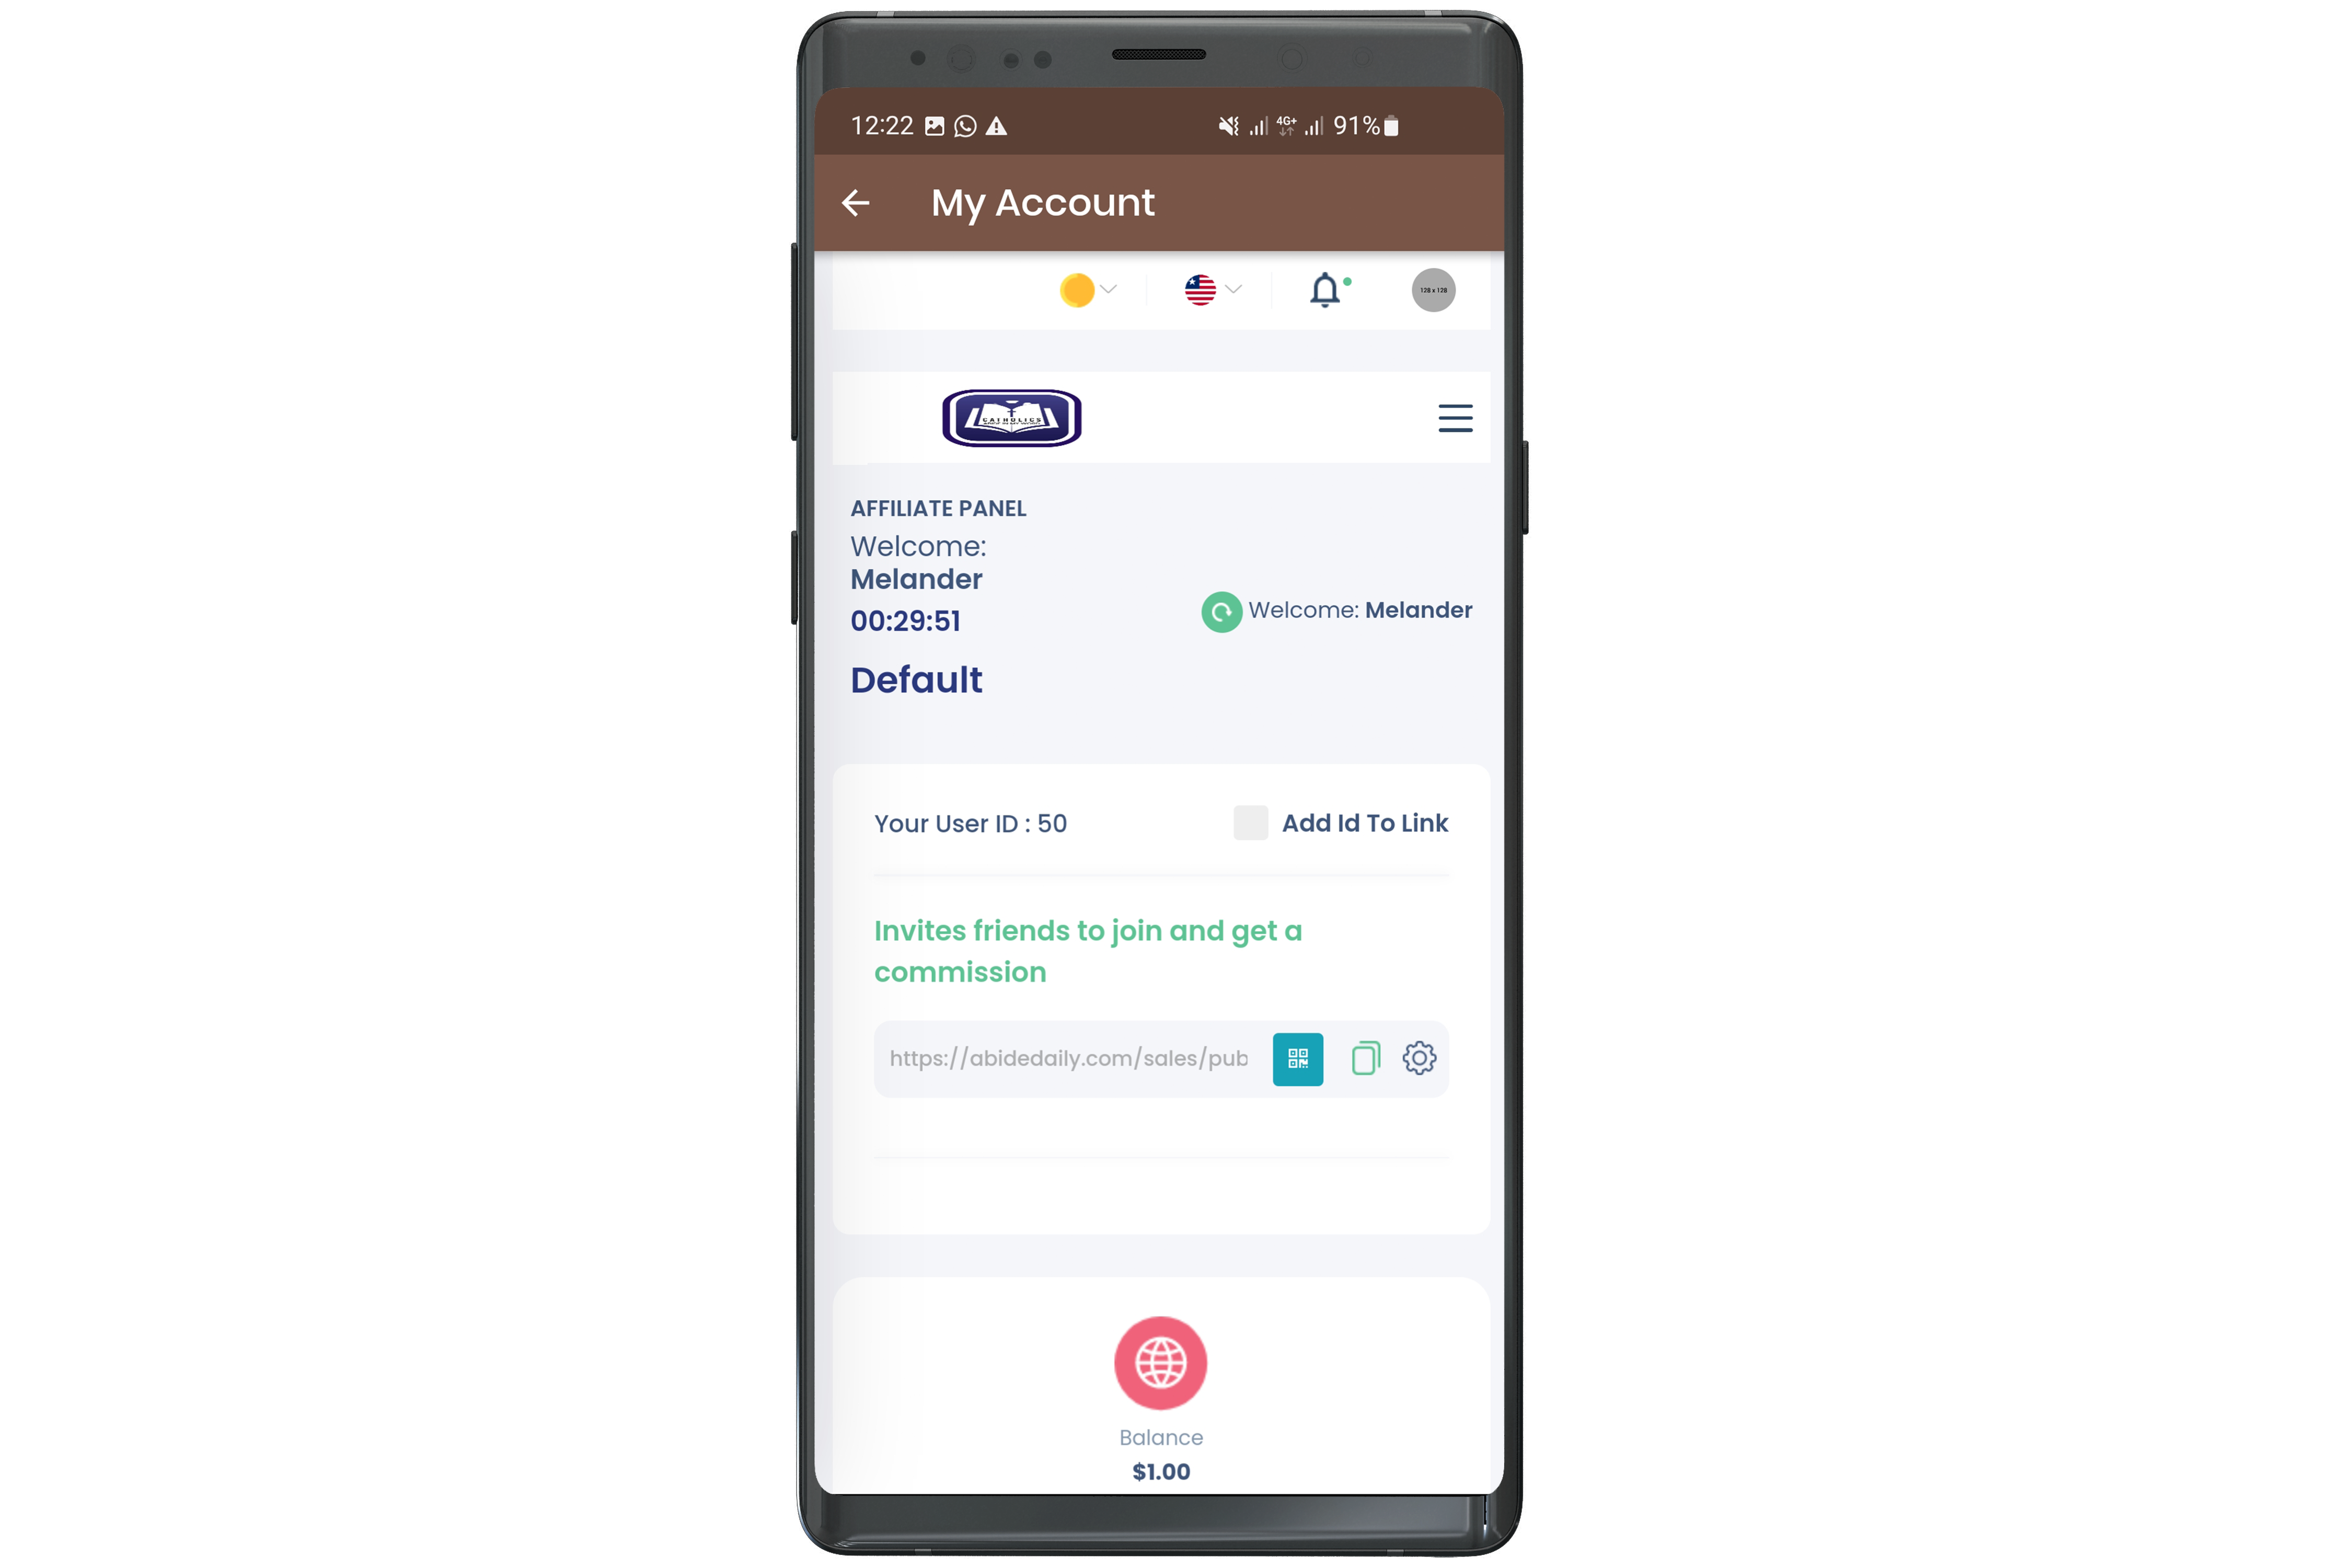 12:22
4G+
91%
My Account
128 x 128
CATHOLICS
AFFILIATE PANEL
Welcome:
Melander
00:29:51
Welcome: Melander
Default
Your User ID : 50
Add Id To Link
Invites friends to join and get a
commission
https://abidedaily.com/sales/pub
Balance
$1.00